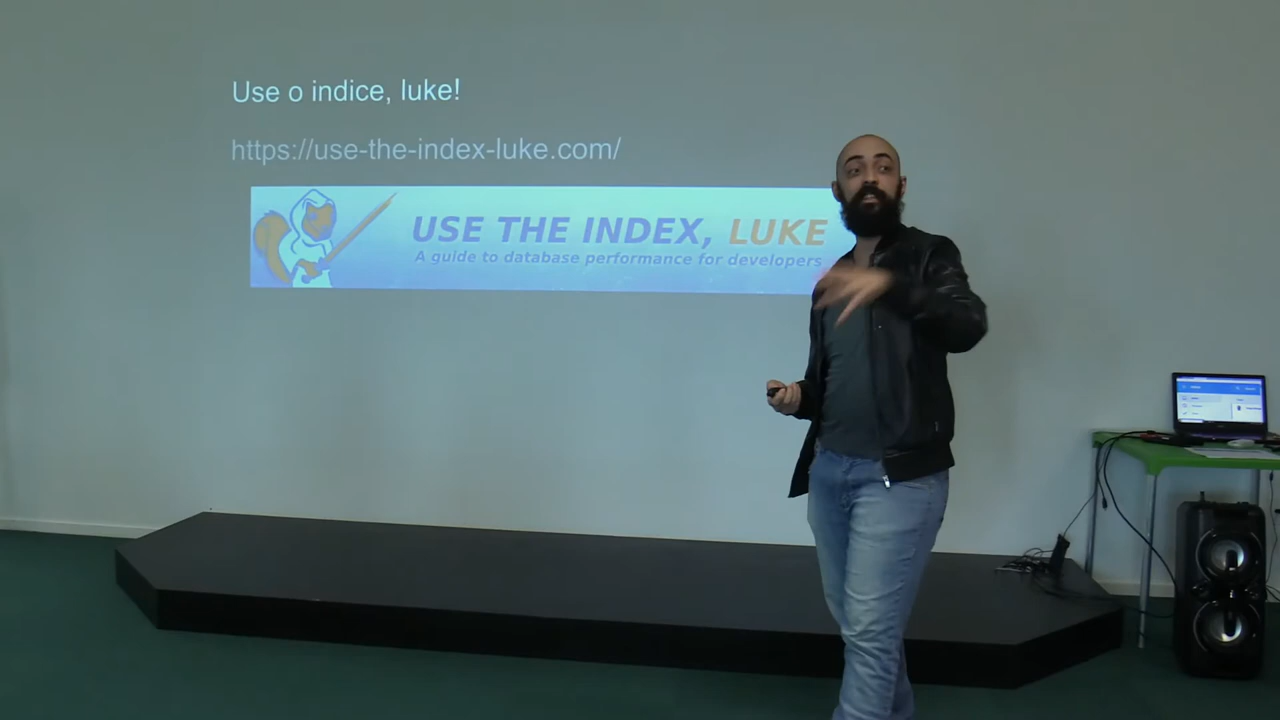 Use o indice, luke!
https://use-the-index-luke.com/
USE THE INDEX, LUKE
A guide to database performance for developers